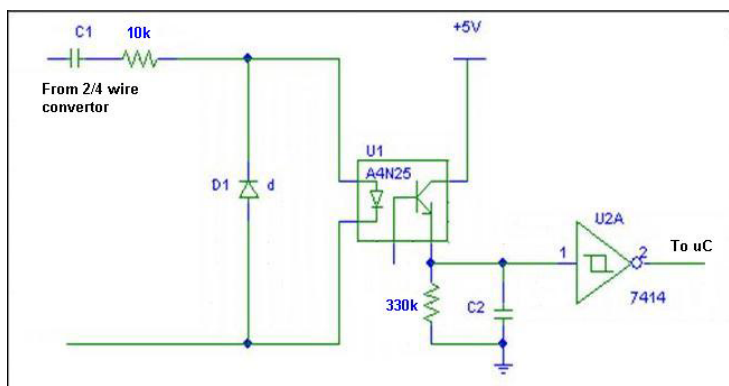 C1
10k
+5V
From 2/4 wire
convertor
U1
A4N25
D1
d
U2A
1
2
To uC
330k
C2
7414